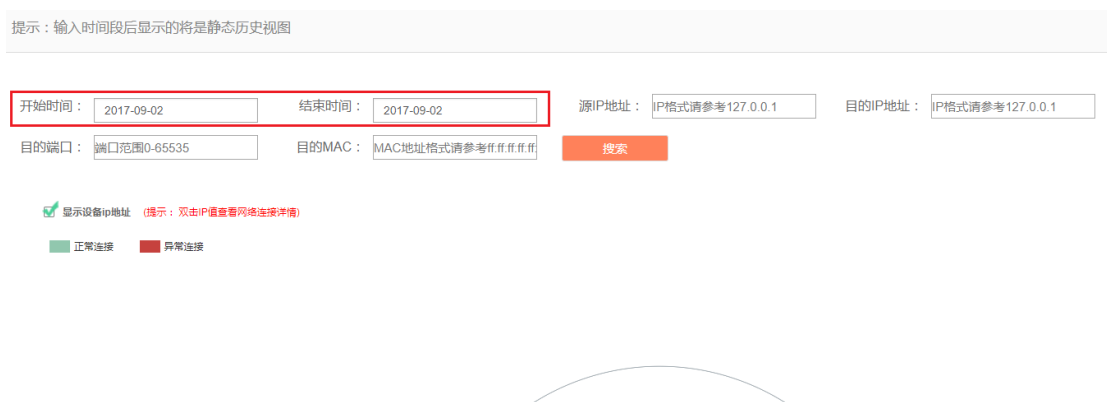 提示：输入时间段后显示的将是静态历史视图
开始时间： 2017-09-02 结束时间： 2017-09-02 源IP地址： IP格式请参考127.0.0.1 目的IP地址： IP格式请参考127.0.0.1
目的端口： 端口范围0-65535 目的MAC： MAC地址格式请参考ff:ff:ff:ff:ff: 搜索
显示设备ip地址 (提示： 双击IP值查看网络连接详情)
正常连接 异常连接